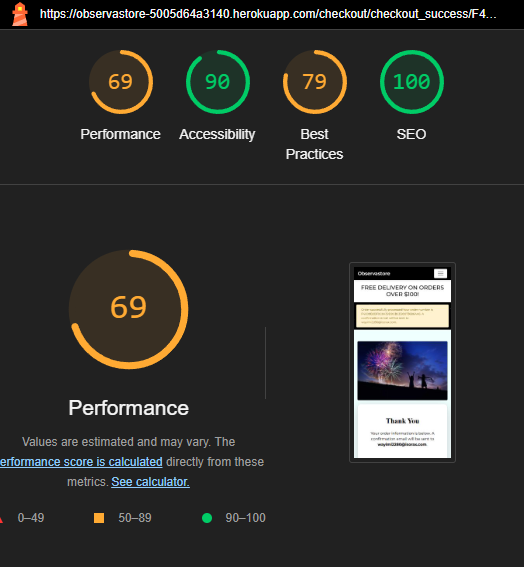 https://observastore-5005d64a3140.herokuapp.com/checkout/checkout_success/F4...
69
90
79
100
Performance
Accessibility
Best
Practices
SEO
69
Performance
Values are estimated and may vary. The
erformance score is calculated directly from these
metrics. See calculator.
0–49
50–89
90–100
Observastore
FREE DELIVERY ON ORDERS
OVER $100!
Thank You
Your order information is below. A
confirmation email will be sent to